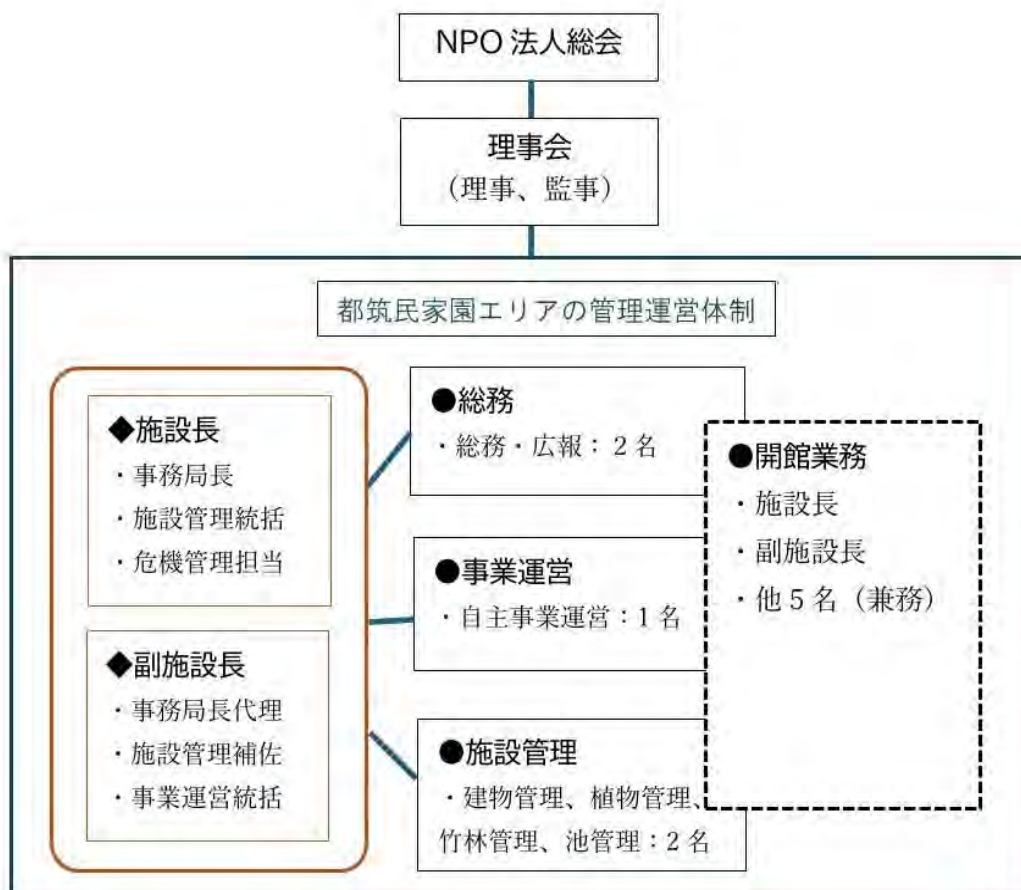 NPO 法人総会
理事会
（理事、監事）
都筑民家園エリアの管理運営体制
◆施設長
・事務局長
・施設管理統括
・危機管理担当
◆副施設長
・事務局長代理
・施設管理補佐
・事業運営統括
●総務
・総務・広報：２名
●事業運営
・自主事業運営：1 名
●施設管理
・建物管理、植物管理、
竹林管理、池管理：2 名
●開館業務
・施設長
・副施設長
・他 5 名（兼務）